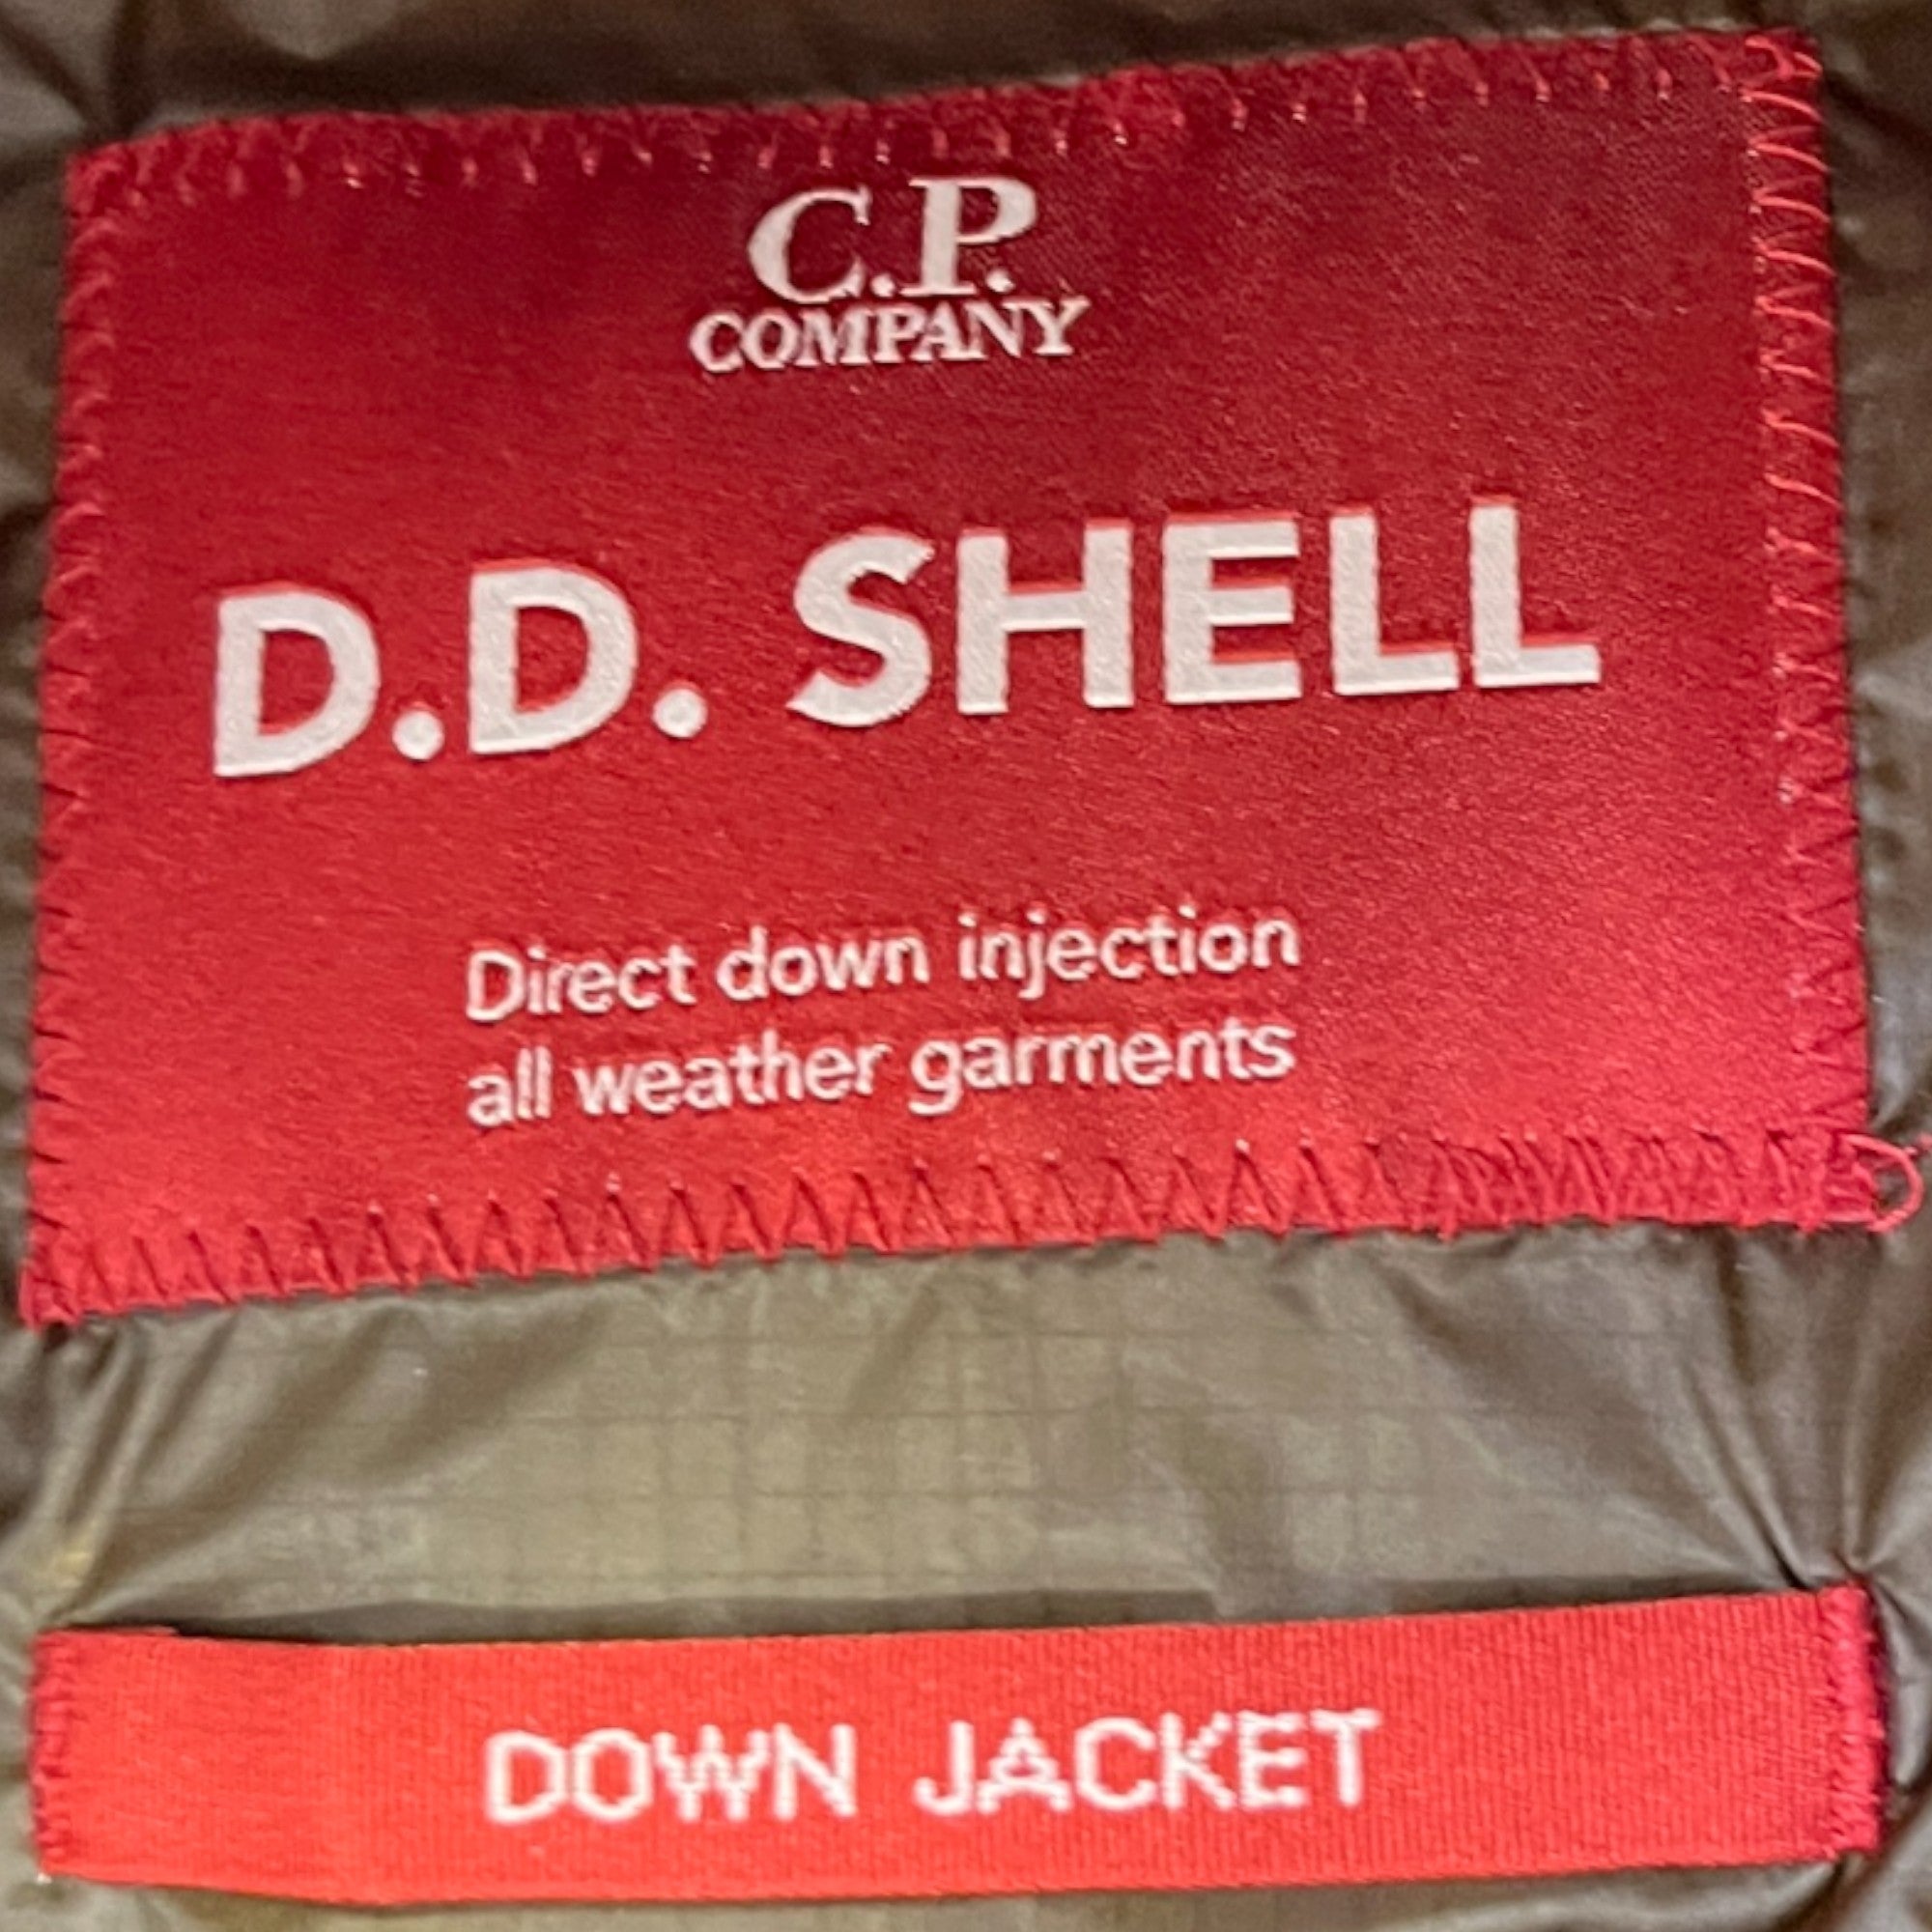 C.P.
COMPANY
D.D. SHELL
Direct down injection
all weather garments
DOWN JACKET